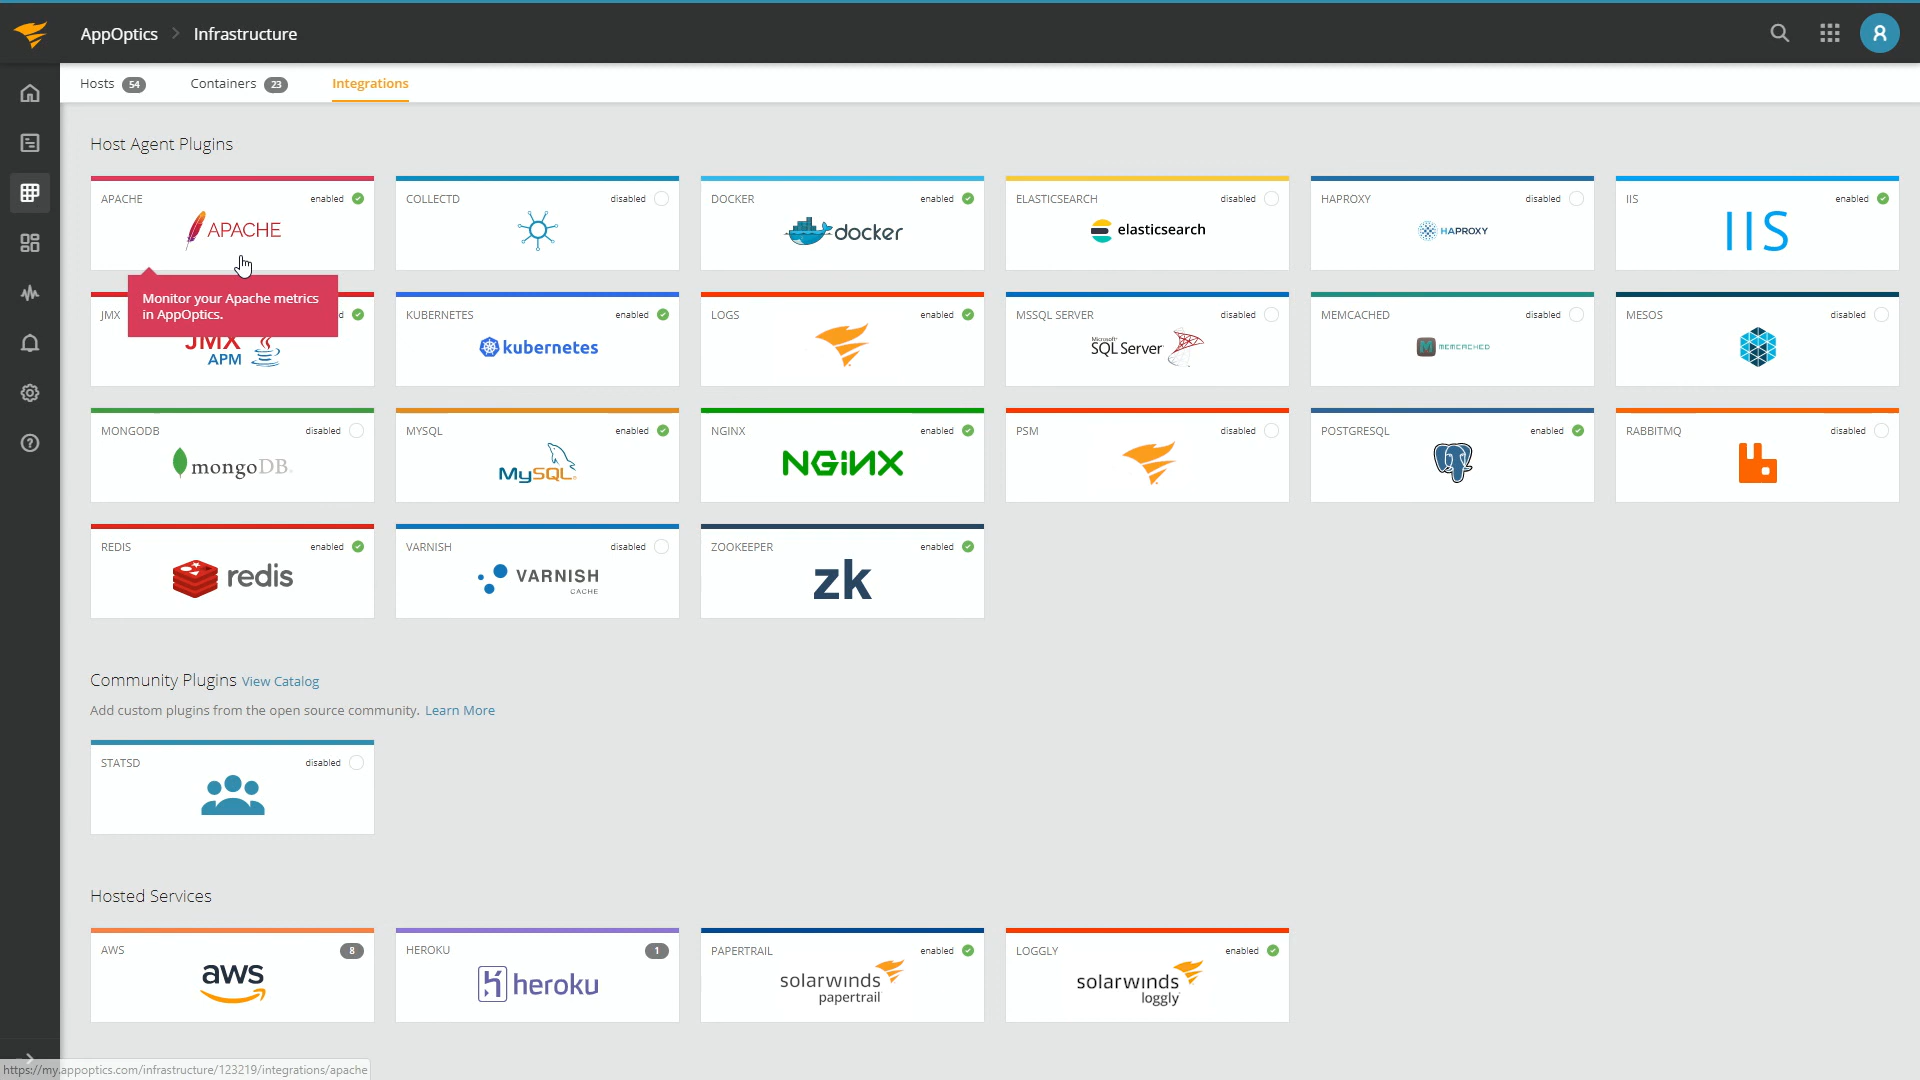 AppOptics > Infrastructure
Hosts 54 Containers 23 Integrations
Host Agent Plugins
APACHE enabled
APACHE
COLLECTD disabled
DOCKER enabled
docker
ELASTICSEARCH disabled
elasticsearch
HAPROXY disabled
HAPROXY
IIS enabled
IIS
Monitor your Apache metrics
in AppOptics.
JMX d
JMX
APM
KUBERNETES enabled
kubernetes
LOGS enabled
MSSQL SERVER disabled
Microsoft
SQL Server
MEMCACHED disabled
M MEMCACHED
MESOS disabled
MONGODB disabled
mongoDB
MYSQL enabled
MySQL
NGINX enabled
NGINX
PSM disabled
POSTGRESQL enabled
RABBITMQ disabled
REDIS enabled
redis
VARNISH disabled
VARNISH
CACHE
ZOOKEEPER enabled
zk
Community Plugins View Catalog
Add custom plugins from the open source community. Learn More
STATSD disabled
Hosted Services
AWS 8
aws
HEROKU 1
heroku
PAPERTRAIL enabled
solarwinds
papertrail
LOGGLY enabled
solarwinds
loggly
https://my.appoptics.com/infrastructure/123219/integrations/apache